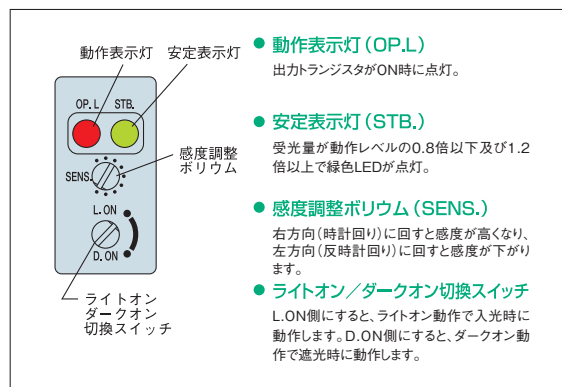 動作表示灯 安定表示灯
OP.L STB.
SENS.
感度調整
ボリウム
L.ON
D.ON
ライトオン
ダークオン
切換スイッチ
● 動作表示灯(OP.L)
出力トランジスタがON時に点灯。
● 安定表示灯(STB.)
受光量が動作レベルの0.8倍以下及び1.2
倍以上で緑色LEDが点灯。
● 感度調整ボリウム(SENS.)
右方向(時計回り)に回すと感度が高くなり、
左方向(反時計回り)に回すと感度が下がり
ます。
● ライトオン/ダークオン切換スイッチ
L.ON側にすると、ライトオン動作で入光時に
動作します。D.ON側にすると、ダークオン動
作で遮光時に動作します。